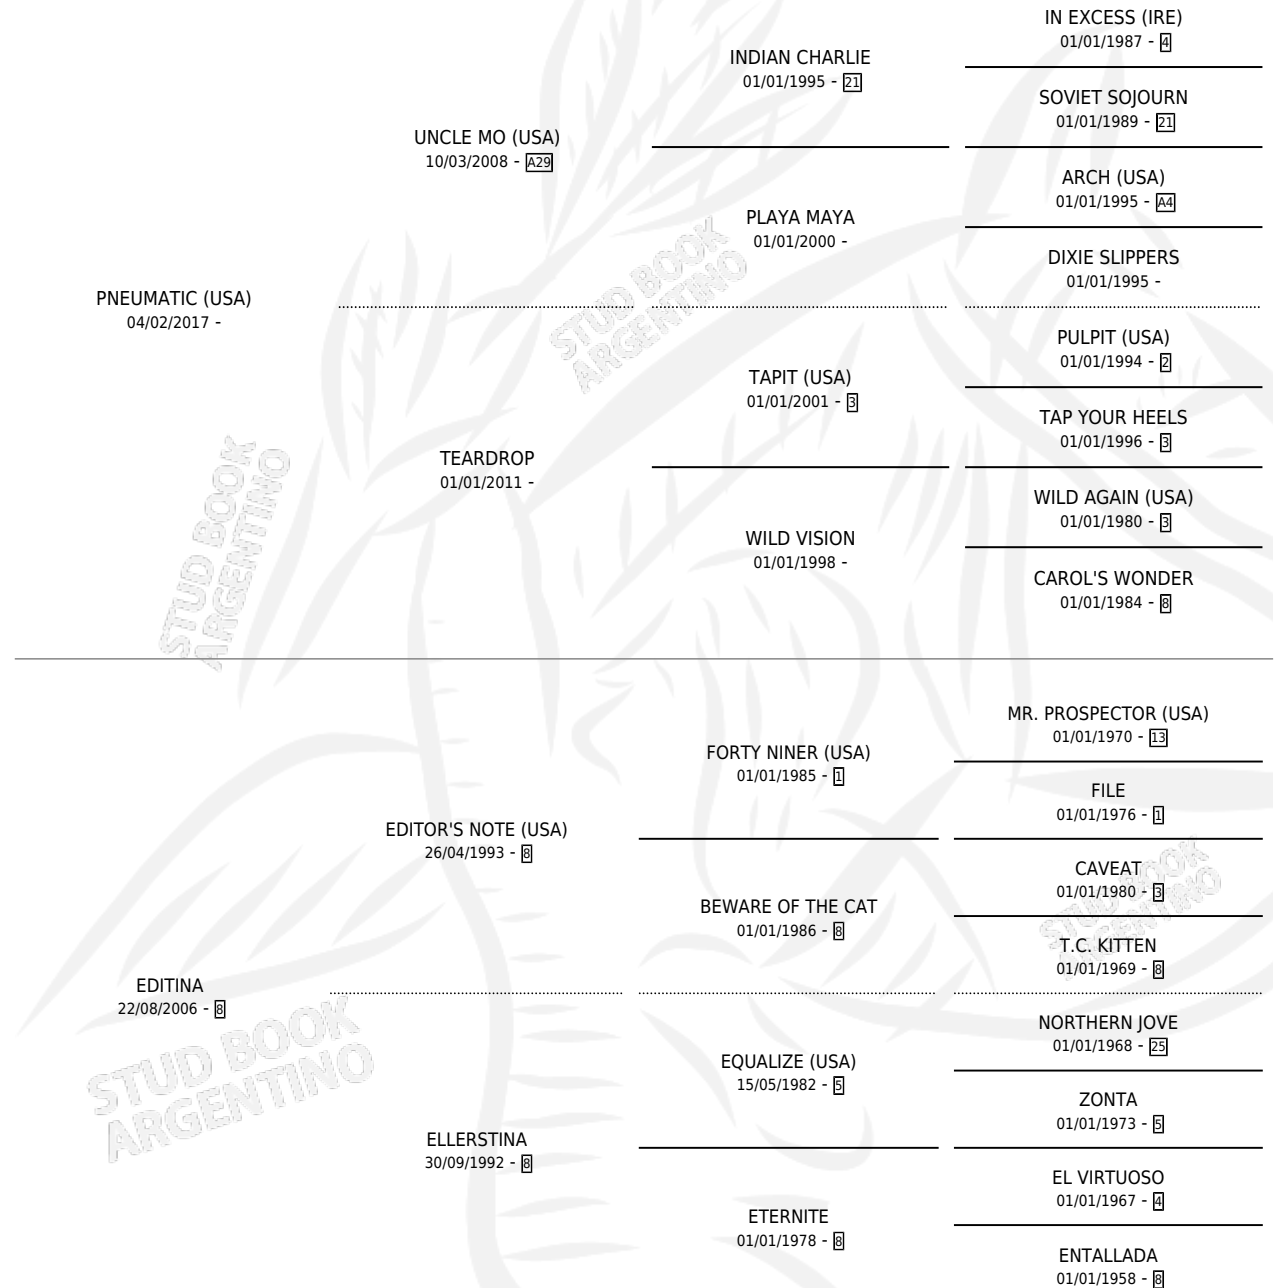 IN EXCESS (IRE)
01/01/1987 - 4
INDIAN CHARLIE
01/01/1995 - 21
SOVIET SOJOURN
01/01/1989 - 21
UNCLE MO (USA)
10/03/2008 - A29
ARCH (USA)
01/01/1995 - A4
PLAYA MAYA
01/01/2000 -
DIXIE SLIPPERS
01/01/1995 -
PNEUMATIC (USA)
04/02/2017 -
STUD BOOK
ARGENTINO
PULPIT (USA)
01/01/1994 - 2
TAPIT (USA)
01/01/2001 - 3
TAP YOUR HEELS
01/01/1996 - 3
TEARDROP
01/01/2011 -
WILD AGAIN (USA)
01/01/1980 - 3
WILD VISION
01/01/1998 -
CAROL'S WONDER
01/01/1984 - 8
STUD BOOK
ARGENTINO
MR. PROSPECTOR (USA)
01/01/1970 - 13
FORTY NINER (USA)
01/01/1985 - 1
FILE
01/01/1976 - 1
EDITOR'S NOTE (USA)
26/04/1993 - 8
CAVEAT
01/01/1980 - 3
BEWARE OF THE CAT
01/01/1986 - 8
T.C. KITTEN
01/01/1969 - 8
STUD BOOK
ARGENTINO
EDITINA
22/08/2006 - 8
NORTHERN JOVE
01/01/1968 - 25
EQUALIZE (USA)
15/05/1982 - 5
ZONTA
01/01/1973 - 5
STUD BOOK
ARGENTINO
ELLERSTINA
30/09/1992 - 8
EL VIRTUOSO
01/01/1967 - 4
ETERNITE
01/01/1978 - 8
ENTALLADA
01/01/1958 - 8